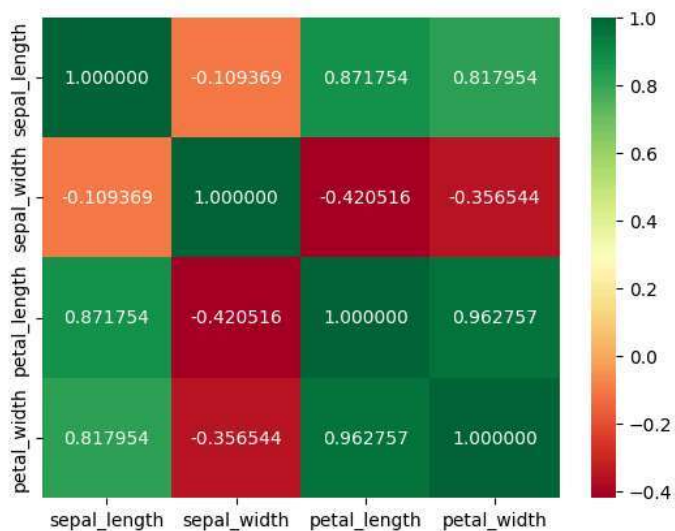 sepal_length 1.000000 -0.109369 0.871754 0.817954
sepal_width -0.109369 1.000000 -0.420516 -0.356544
petal_length 0.871754 -0.420516 1.000000 0.962757
petal_width 0.817954 -0.356544 0.962757 1.000000
sepal_length sepal_width petal_length petal_width
1.0
0.8
0.6
0.4
0.2
0.0
−0.2
−0.4